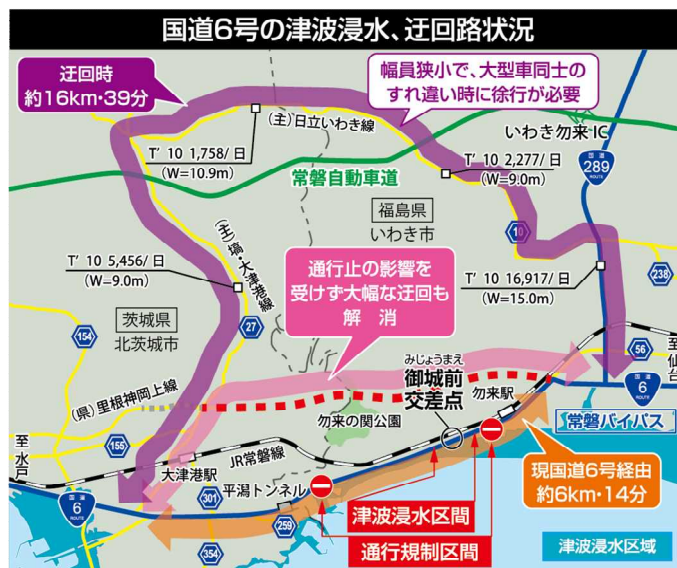 国道6号の津波浸水、迂回路状況
迂回時
約16km・39分
幅員狭小で、大型車同士の
すれ違い時に徐行が必要
(主)日立いわき線
いわき勿来IC
T' 10 1,758/日
(W=10.9m)
T' 10 2,277/日
(W=9.0m)
国道
289
ROUTE
常磐自動車道
福島県
いわき市
10
(主)塙・大津港線
T' 10 5,456/日
(W=9.0m)
通行止の影響を
受けず大幅な迂回も
解消
T' 10 16,917/日
(W=15.0m)
238
茨城県
北茨城市
154
27
みじょうまえ
御城前
交差点
勿来駅
56
至仙台
国道
6
ROUTE
(県)里根神岡上線
勿来の関公園
常磐バイパス
155
至水戸
JR常磐線
大津港駅
平潟トンネル
現国道6号経由
約6km・14分
国道
6
ROUTE
301
259
354
津波浸水区間
通行規制区間
津波浸水区域